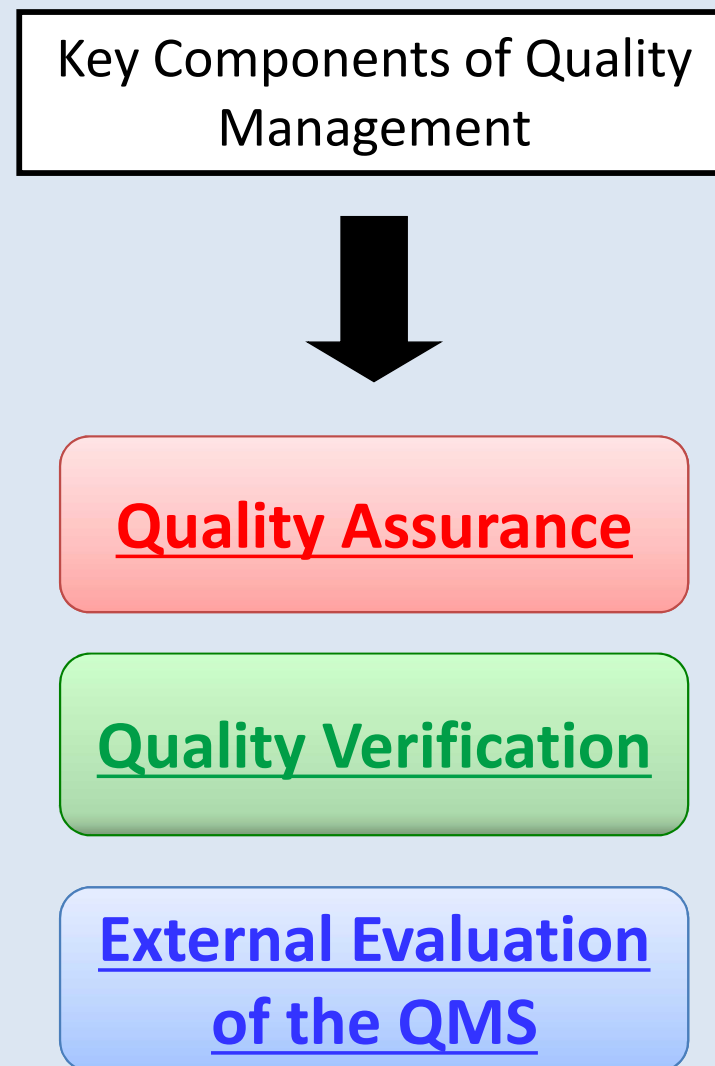 Key Components of Quality
Management
Quality Assurance
Quality Verification
External Evaluation
of the QMS